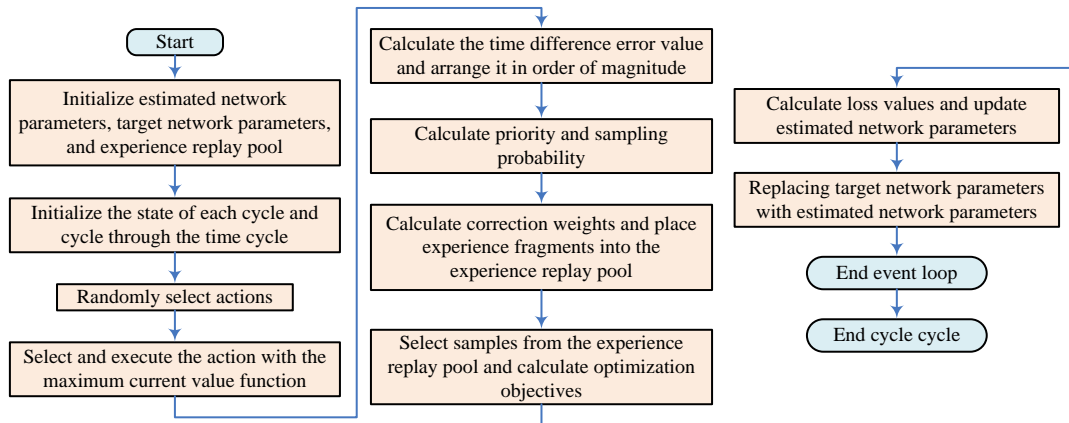 Start
Initialize estimated network
parameters, target network parameters,
and experience replay pool
Initialize the state of each cycle and
cycle through the time cycle
Randomly select actions
Select and execute the action with the
maximum current value function
Calculate the time difference error value
and arrange it in order of magnitude
Calculate priority and sampling
probability
Calculate correction weights and place
experience fragments into the
experience replay pool
Select samples from the experience
replay pool and calculate optimization
objectives
Calculate loss values and update
estimated network parameters
Replacing target network parameters
with estimated network parameters
End event loop
End cycle cycle